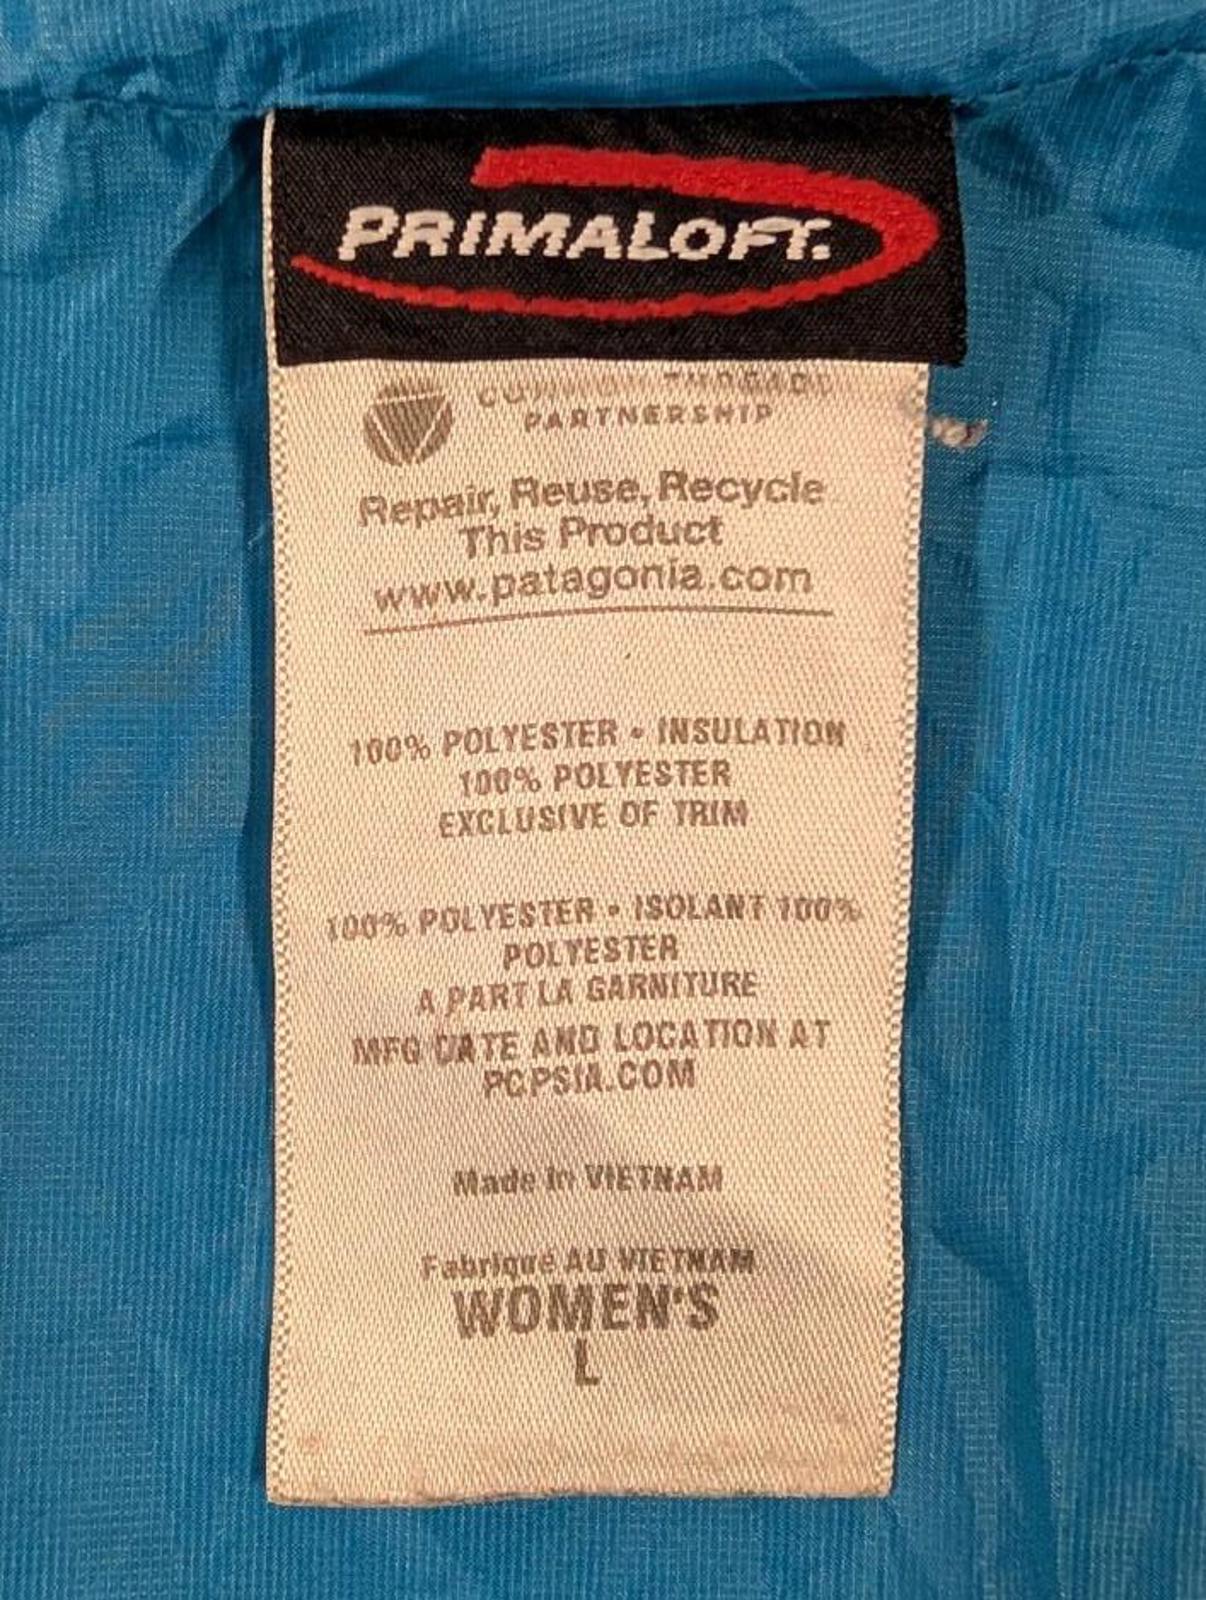 PRIMALOFT.
COMMON THREADS
PARTNERSHIP
Repair, Reuse, Recycle
This Product
www.patagonia.com
100% POLYESTER • INSULATION
100% POLYESTER
EXCLUSIVE OF TRIM
100% POLYESTER • ISOLANT 100%
POLYESTER
A PART LA GARNITURE
MFG DATE AND LOCATION AT
PCPSIA.COM
Made in VIETNAM
Fabriqué AU VIETNAM
WOMEN'S
L